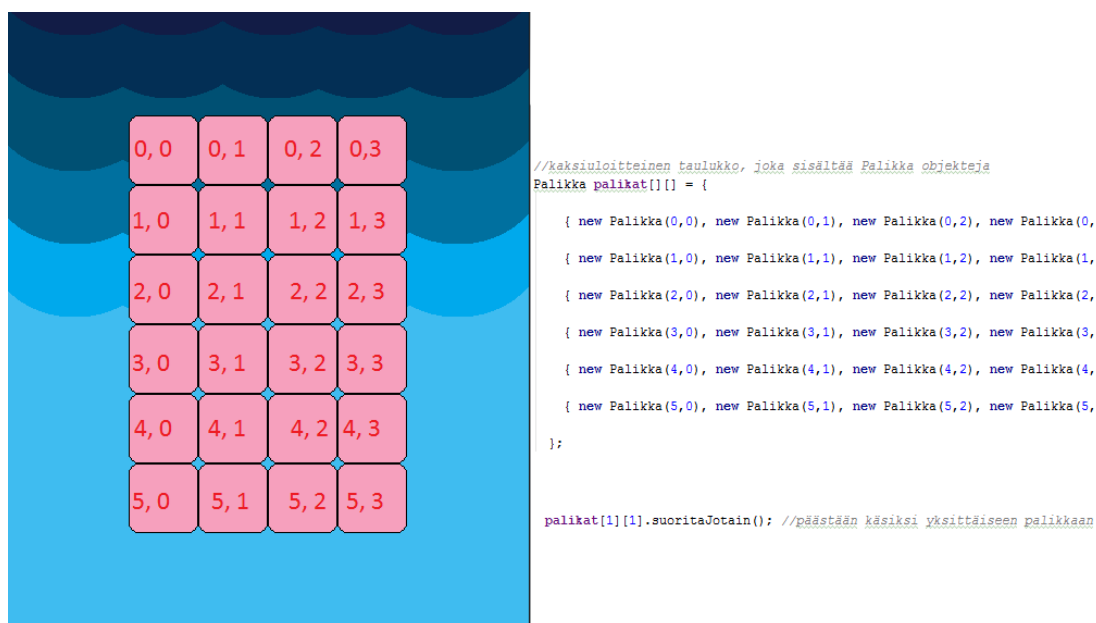 0, 0 0, 1 0, 2 0,3
1, 0 1, 1 1, 2 1, 3
2, 0 2, 1 2, 2 2, 3
3, 0 3, 1 3, 2 3, 3
4, 0 4, 1 4, 2 4, 3
5, 0 5, 1 5, 2 5, 3
//kaksiuloitteinen taulukko, joka sisältää Palikka objekteja
Palikka palikat[][] = {
{ new Palikka(0,0), new Palikka(0,1), new Palikka(0,2), new Palikka(0,
{ new Palikka(1,0), new Palikka(1,1), new Palikka(1,2), new Palikka(1,
{ new Palikka(2,0), new Palikka(2,1), new Palikka(2,2), new Palikka(2,
{ new Palikka(3,0), new Palikka(3,1), new Palikka(3,2), new Palikka(3,
{ new Palikka(4,0), new Palikka(4,1), new Palikka(4,2), new Palikka(4,
{ new Palikka(5,0), new Palikka(5,1), new Palikka(5,2), new Palikka(5,
};
palikat[1][1].suoritaJotain(); //päästään käsiksi yksittäiseen palikkaan